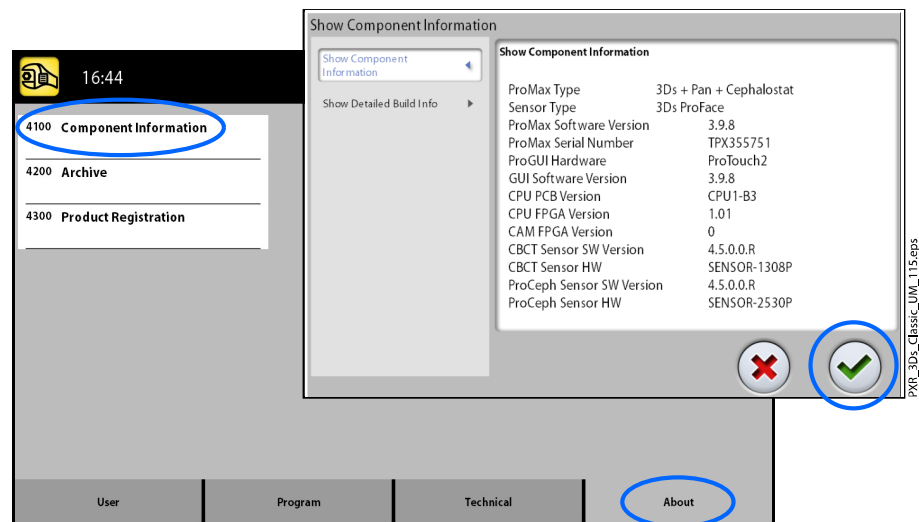 16:44
4100 Component Information
4200 Archive
4300 Product Registration
Show Component Information
Show Component
Information
Show Detailed Build Info
Show Component Information
ProMax Type 3Ds + Pan + Cephalostat
Sensor Type 3Ds ProFace
ProMax Software Version 3.9.8
ProMax Serial Number TPX355751
ProGUI Hardware ProTouch2
GUI Software Version 3.9.8
CPU PCB Version CPU1-B3
CPU FPGA Version 1.01
CAM FPGA Version 0
CBCT Sensor SW Version 4.5.0.0.R
CBCT Sensor HW SENSOR-1308P
ProCeph Sensor SW Version 4.5.0.0.R
ProCeph Sensor HW SENSOR-2530P
PXR_3Ds_Classic_UM_115.eps
User Program Technical About